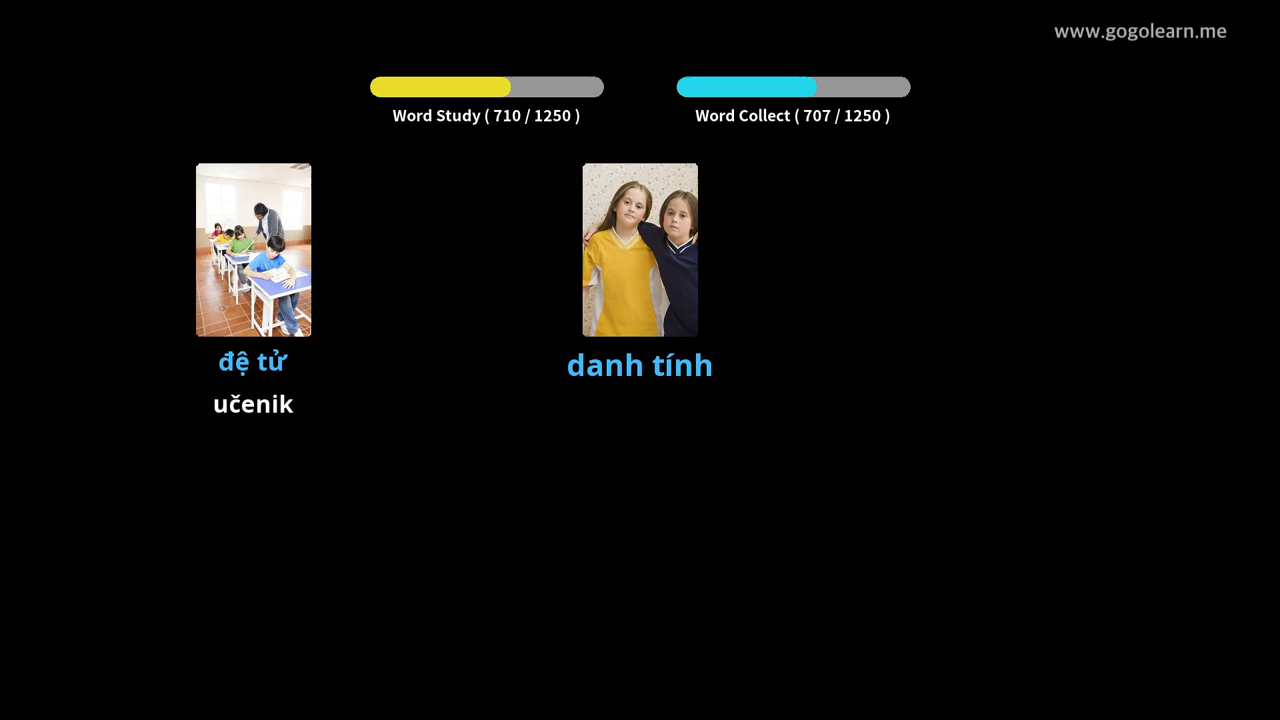 www.gogolearn.me
Word Study ( 710 / 1250 )
Word Collect ( 707 / 1250 )
đệ tử
učenik
danh tính